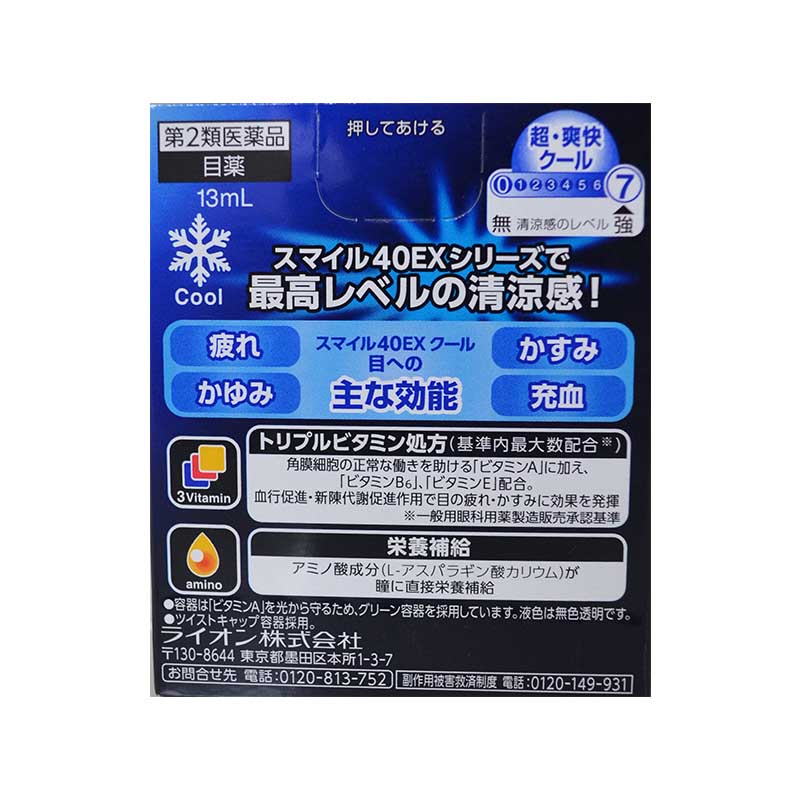 第2類医薬品
目薬
13mL
Cool
押してあける
超・爽快
クール
0 1 2 3 4 5 6 7
無 清涼感のレベル 強
スマイル40EXシリーズで
最高レベルの清涼感!
疲れ
かゆみ
スマイル40EX クール
目への
主な効能
かすみ
充血
3Vitamin
トリプルビタミン処方(基準内最大数配合※)
角膜細胞の正常な働きを助ける「ビタミンA」に加え、
「ビタミンB6」、「ビタミンE」配合。
血行促進・新陳代謝促進作用で目の疲れ・かすみに効果を発揮
※一般用眼科用薬製造販売承認基準
amino
栄養補給
アミノ酸成分(L-アスパラギン酸カリウム)が
瞳に直接栄養補給
●容器は「ビタミンA」を光から守るため、グリーン容器を採用しています。液色は無色透明です。
●ツイストキャップ容器採用。
ライオン株式会社
〒130-8644 東京都墨田区本所1-3-7
お問合せ先 電話:0120-813-752
副作用被害救済制度 電話:0120-149-931